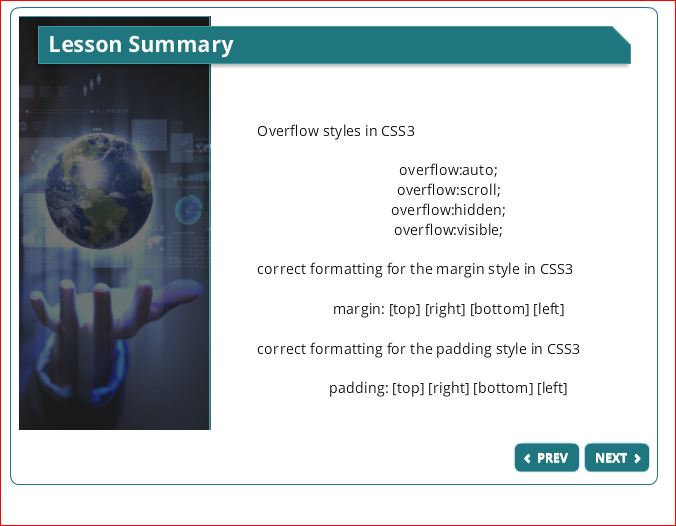 Lesson Summary
Overflow styles in CSS3
overflow:auto;
overflow:scroll;
overflow:hidden;
overflow:visible;
correct formatting for the margin style in CSS3
margin: [top] [right] [bottom] [left]
correct formatting for the padding style in CSS3
padding: [top] [right] [bottom] [left]
PREV
NEXT